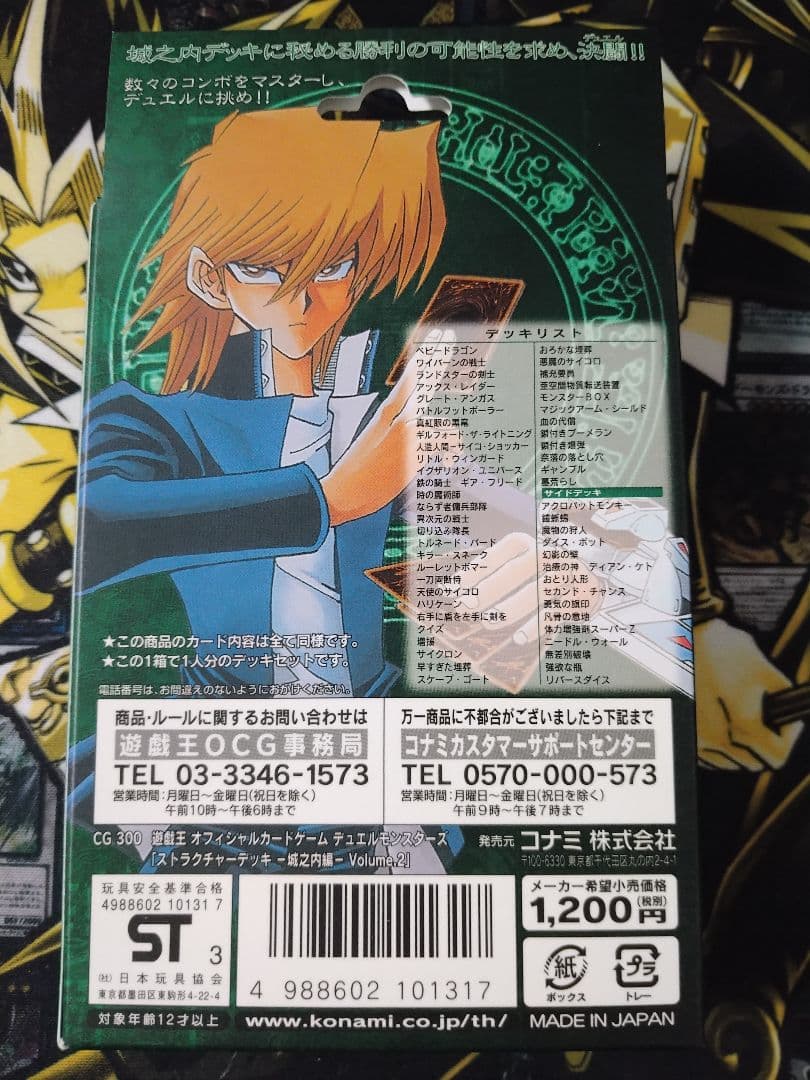 城之内デッキに秘める勝利の可能性を求め、決闘!!
デュエル
数々のコンボをマスターし、
デュエルに挑め!!
デッキリスト
ベビードラゴン
ワイバーンの戦士
ランドスターの剣士
アックス・レイダー
グレート・アンガス
バトルフットボーラー
真紅眼の黒竜
ギルフォード・ザ・ライトニング
人造人間-サイコ・ショッカー
リトル・ウィンガード
イグザリオン・ユニバース
鉄の騎士 ギア・フリード
時の魔術師
ならず者傭兵部隊
異次元の戦士
切り込み隊長
トルネード・バード
キラー・スネーク
ルーレットボマー
一刀両断侍
天使のサイコロ
ハリケーン
右手に盾を左手に剣を
クイズ
増援
サイクロン
早すぎた埋葬
スケープ・ゴート
おろかな埋葬
悪魔のサイコロ
補充要員
亜空間物質転送装置
モンスターBOX
マジックアーム・シールド
血の代償
鎖付きブーメラン
鎖付き爆弾
奈落の落とし穴
ギャンブル
墓荒らし
サイドデッキ
アクロバットモンキー
魔物の狩人
ダイス・ポット
幻影の壁
治療の神 ディアン・ケト
おとり人形
セカンド・チャンス
勇気の旗印
凡骨の意地
体力増強剤スーパーZ
ニードル・ウォール
無差別破壊
強欲な瓶
リバースダイス
★この商品のカード内容は全て同様です。
★この1箱で1人分のデッキセットです。
電話番号は、お間違えのないようにおかけください。
商品・ルールに関するお問い合わせは
遊戯王OCG事務局
TEL 03-3346-1573
営業時間:月曜日～金曜日(祝日を除く)
午前10時～午後6時まで
万一商品に不都合がございましたら下記まで
コナミカスタマーサポートセンター
TEL 0570-000-573
営業時間:月曜日～金曜日(祝日を除く)
午前9時～午後7時まで
CG 300 遊戯王 オフィシャルカードゲーム デュエルモンスターズ
「ストラクチャーデッキ -城之内編- Volume.2」
発売元 コナミ 株式会社
〒100-6330 東京都千代田区丸の内2-4-1
玩具安全基準合格
4988602 10131 7
ST 3
(社)日本玩具協会
東京都墨田区東駒形4-22-4
対象年齢12才以上
4 988602 101317
www.konami.co.jp/th/
メーカー希望小売価格
1,200円(税別)
紙
ボックス
プラ
トレー
MADE IN JAPAN